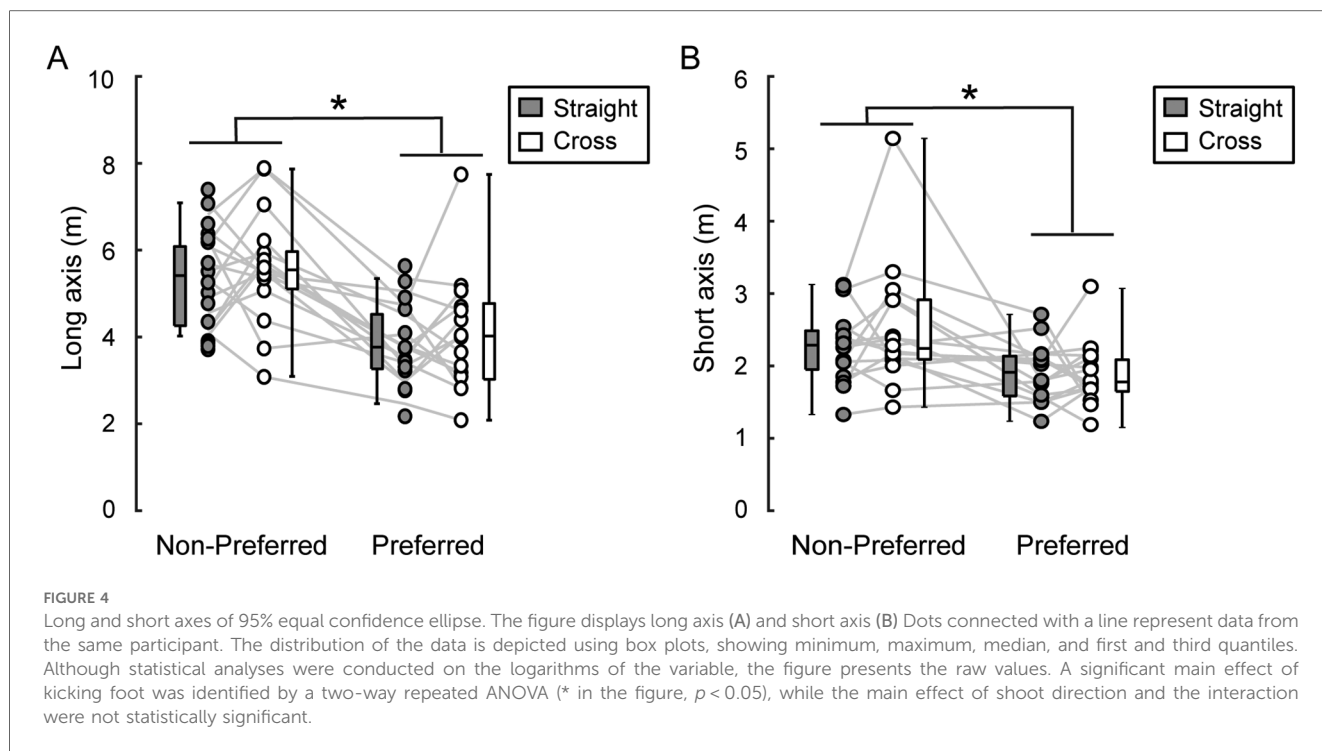 A
10
8
6
4
2
0
Long axis (m)
*
Straight
Cross
Non-Preferred Preferred
B
6
5
4
3
2
1
0
Short axis (m)
*
Straight
Cross
Non-Preferred Preferred
FIGURE 4
Long and short axes of 95% equal confidence ellipse. The figure displays long axis (A) and short axis (B) Dots connected with a line represent data from
the same participant. The distribution of the data is depicted using box plots, showing minimum, maximum, median, and first and third quantiles.
Although statistical analyses were conducted on the logarithms of the variable, the figure presents the raw values. A significant main effect of
kicking foot was identified by a two-way repeated ANOVA (* in the figure, p < 0.05), while the main effect of shoot direction and the interaction
were not statistically significant.